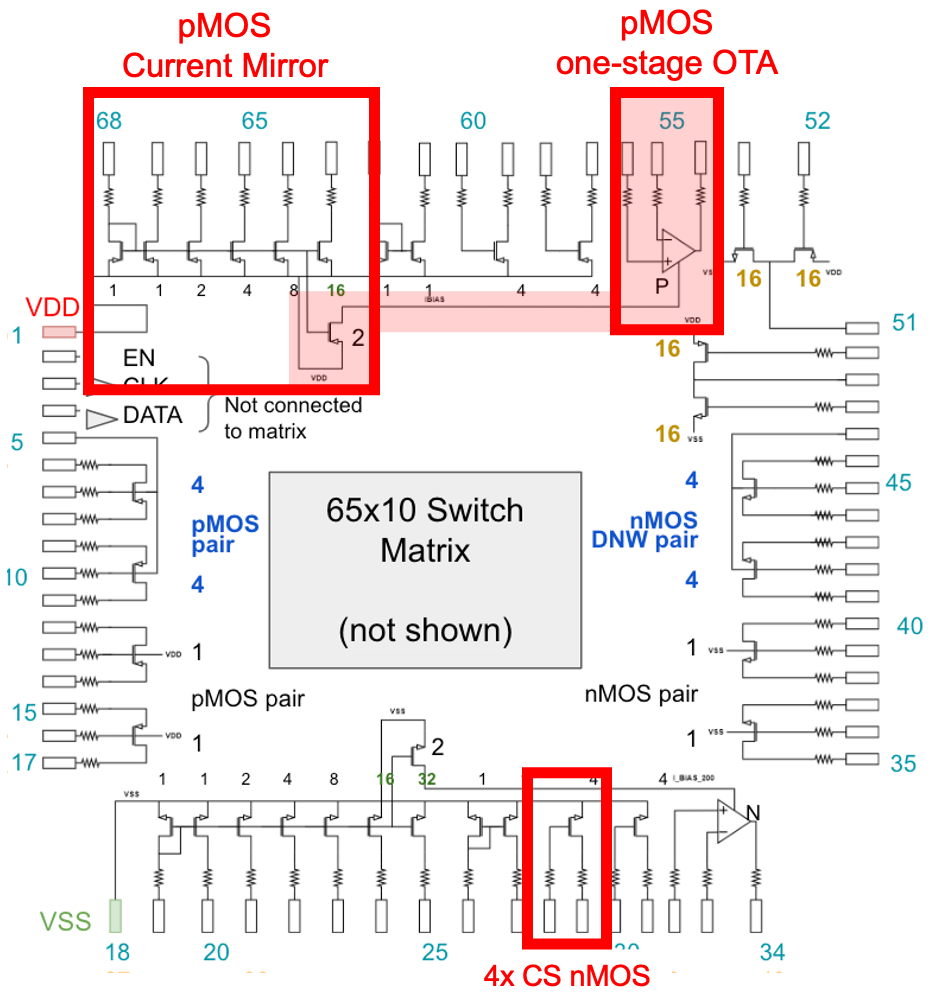 pMOS
Current Mirror
pMOS
one-stage OTA
68 65 60 55 52
1 1 2 4 8 16 1 1 4 4
IBIAS
P
VS
16 16
VDD
VDD
1
2
VDD
VDD
16
51
EN
CLK
DATA
Not connected
to matrix
16
VSS
5
4
pMOS
pair
4
10
65x10 Switch
Matrix
(not shown)
4
nMOS
DNW pair
4
45
40
VDD 1
pMOS pair
VDD 1
15
17
1 VSS
nMOS pair
1 VSS
35
VSS
2
1 1 2 4 8 16 32 1 4 4 I_BIAS_200
VSS
N
VSS
18 20 25 30 34
4x CS nMOS